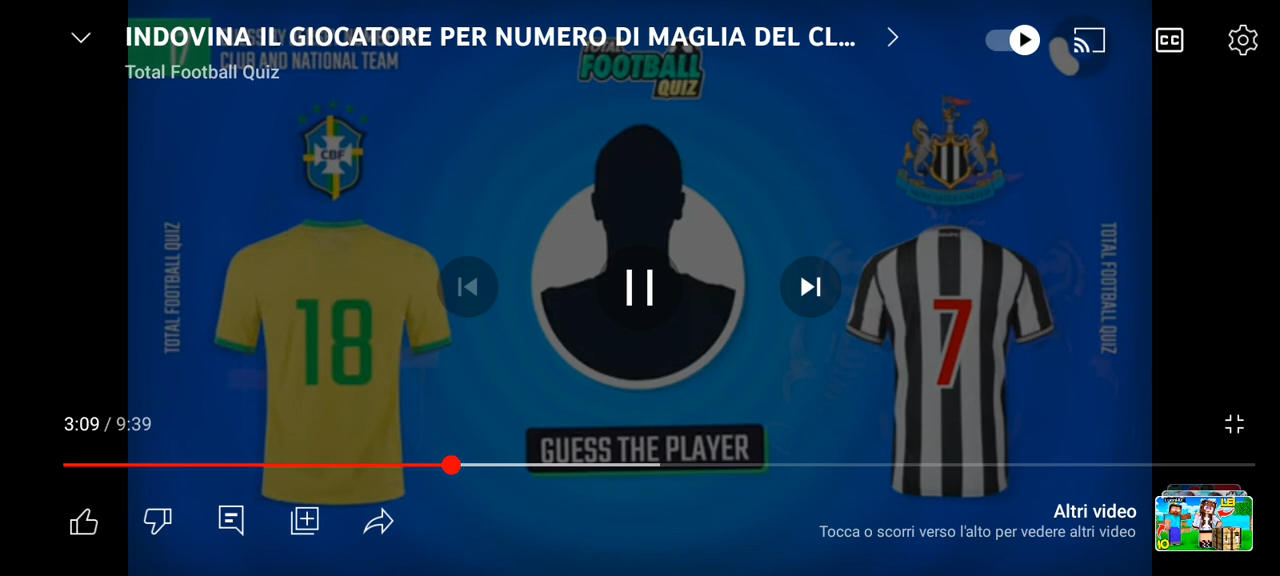 INDOVINA IL GIOCATORE PER NUMERO DI MAGLIA DEL CL...
CLUB AND NATIONAL TEAM
Total Football Quiz
TOTAL
FOOTBALL
QUIZ
CC
CBF
TOTAL FOOTBALL QUIZ
TOTAL FOOTBALL QUIZ
18
7
3:09 / 9:39
GUESS THE PLAYER
Altri video
Tocca o scorri verso l'alto per vedere altri video